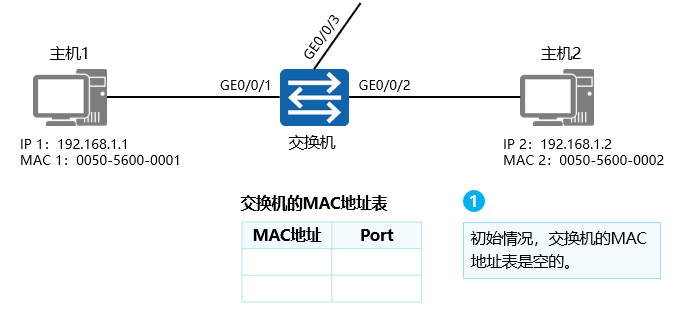 GE0/0/3
主机1
主机2
GE0/0/1
GE0/0/2
交换机
IP 1：192.168.1.1
MAC 1：0050-5600-0001
IP 2：192.168.1.2
MAC 2：0050-5600-0002
交换机的MAC地址表
MAC地址 Port
1
初始情况，交换机的MAC
地址表是空的。